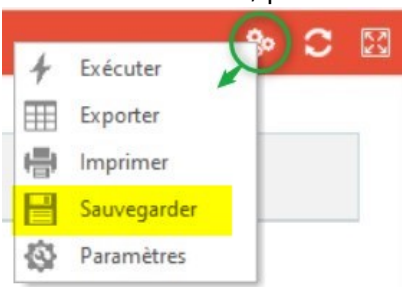 Exécuter
Exporter
Imprimer
Sauvegarder
Paramètres